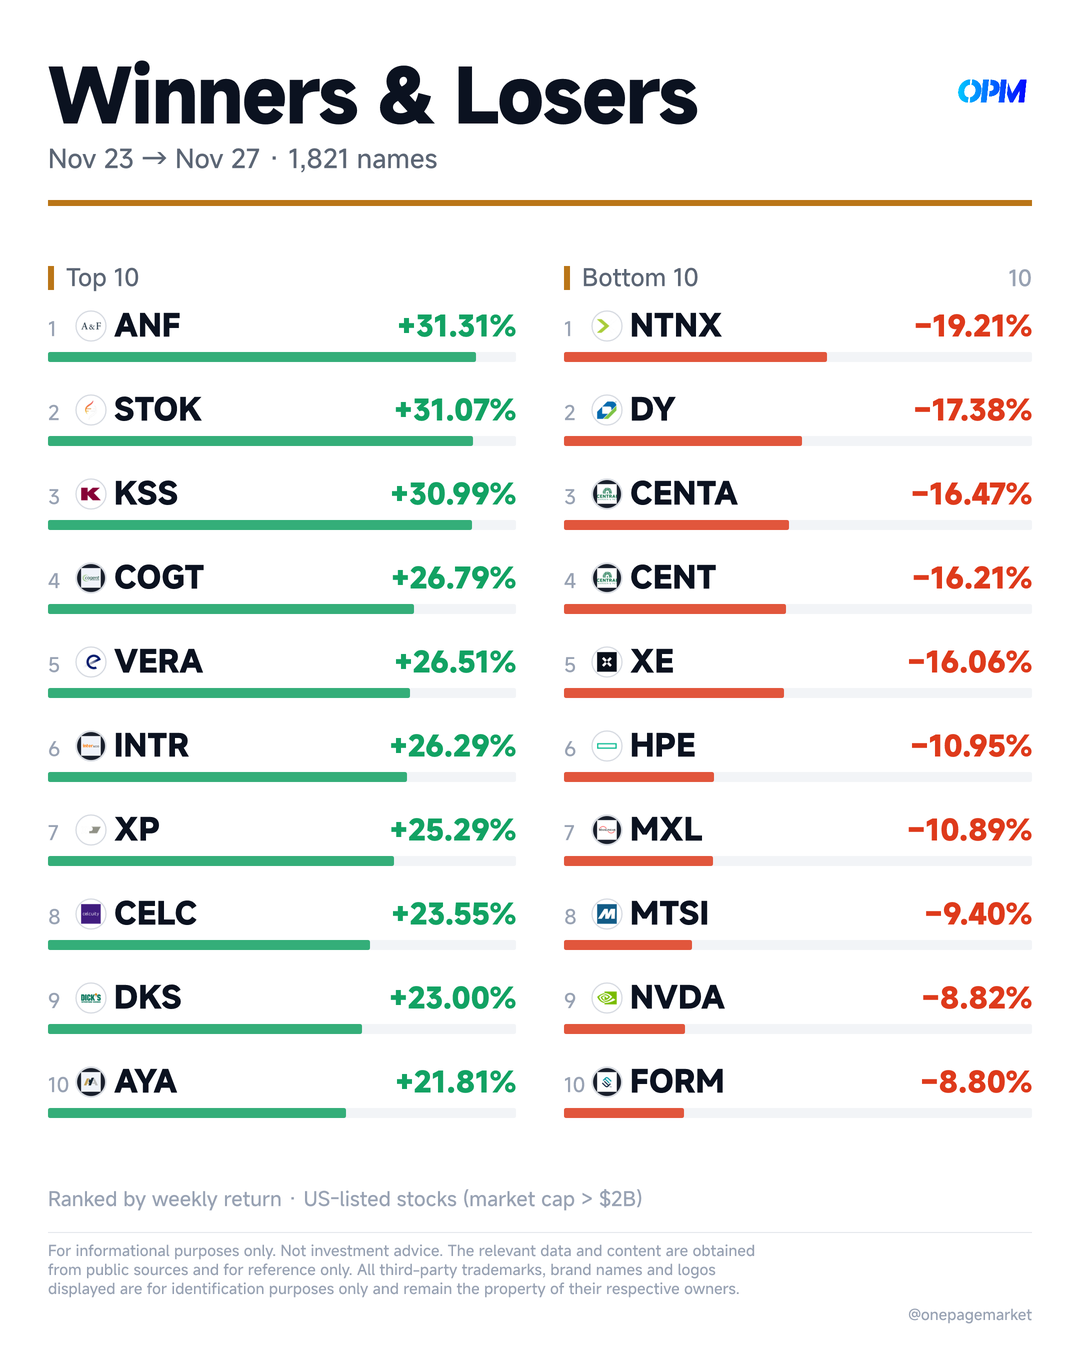 Winners & Losers
OPM
Nov 23 → Nov 27 · 1,821 names
Top 10
1 A&F ANF +31.31%
2 STOK +31.07%
3 KSS +30.99%
4 COGT +26.79%
5 VERA +26.51%
6 INTR +26.29%
7 XP +25.29%
8 CELC +23.55%
9 DICK'S DKS +23.00%
10 AYA +21.81%
Bottom 10 10
1 NTNX −19.21%
2 DY −17.38%
3 CENTRAL CENTA −16.47%
4 CENTRAL CENT −16.21%
5 XE −16.06%
6 HPE −10.95%
7 MXL −10.89%
8 MTSI −9.40%
9 NVDA −8.82%
10 FORM −8.80%
Ranked by weekly return · US-listed stocks (market cap > $2B)
For informational purposes only. Not investment advice. The relevant data and content are obtained
from public sources and for reference only. All third-party trademarks, brand names and logos
displayed are for identification purposes only and remain the property of their respective owners.
@onepagemarket